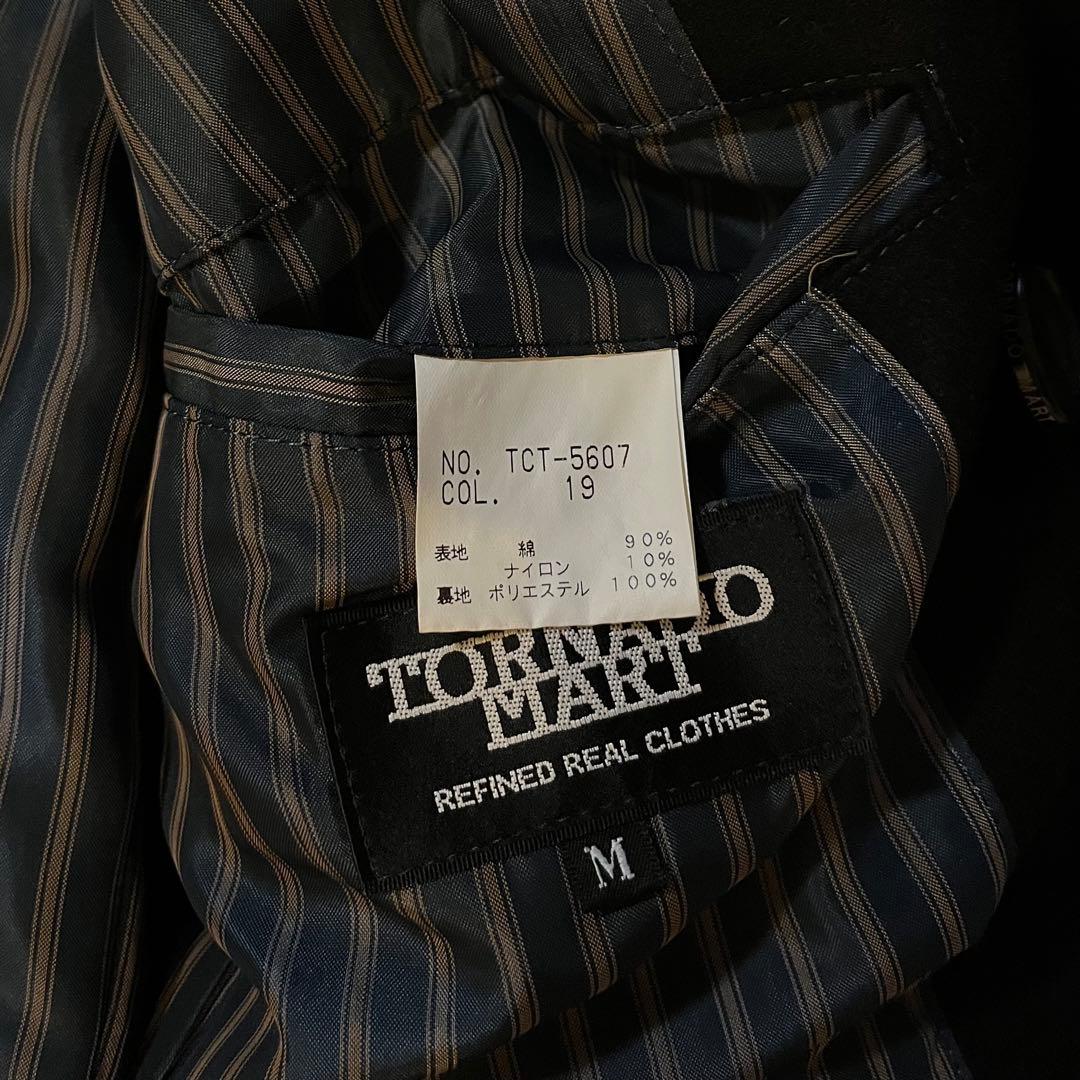 NO. TCT-5607
COL. 19
表地 綿 90%
ナイロン 10%
裏地 ポリエステル 100%
TORNADO
MART
REFINED REAL CLOTHES
M
MART